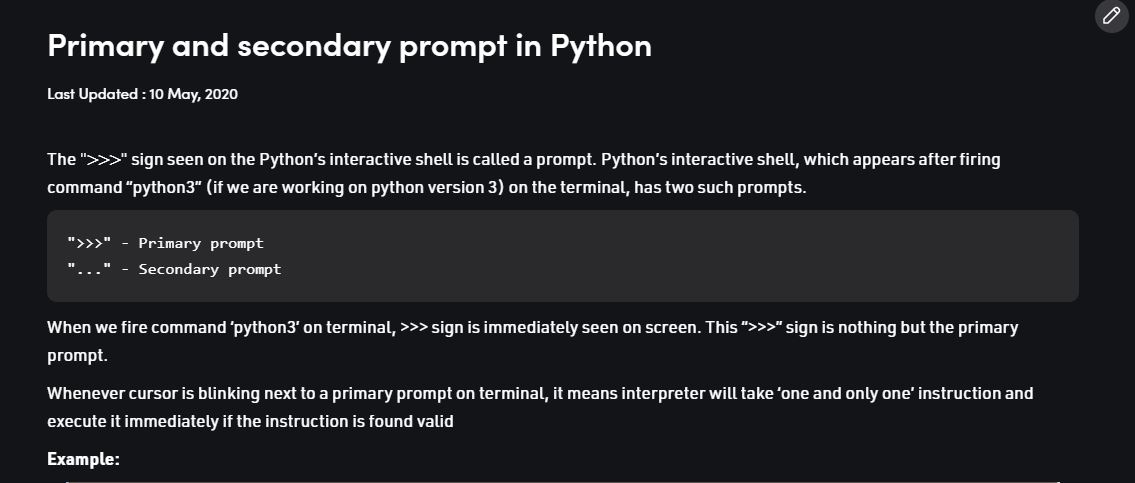 Primary and secondary prompt in Python
Last Updated : 10 May, 2020
The ">>>" sign seen on the Python’s interactive shell is called a prompt. Python’s interactive shell, which appears after firing
command “python3” (if we are working on python version 3) on the terminal, has two such prompts.
">>>" - Primary prompt
"..." - Secondary prompt
When we fire command ‘python3’ on terminal, >>> sign is immediately seen on screen. This “>>>” sign is nothing but the primary
prompt.
Whenever cursor is blinking next to a primary prompt on terminal, it means interpreter will take ‘one and only one’ instruction and
execute it immediately if the instruction is found valid
Example: